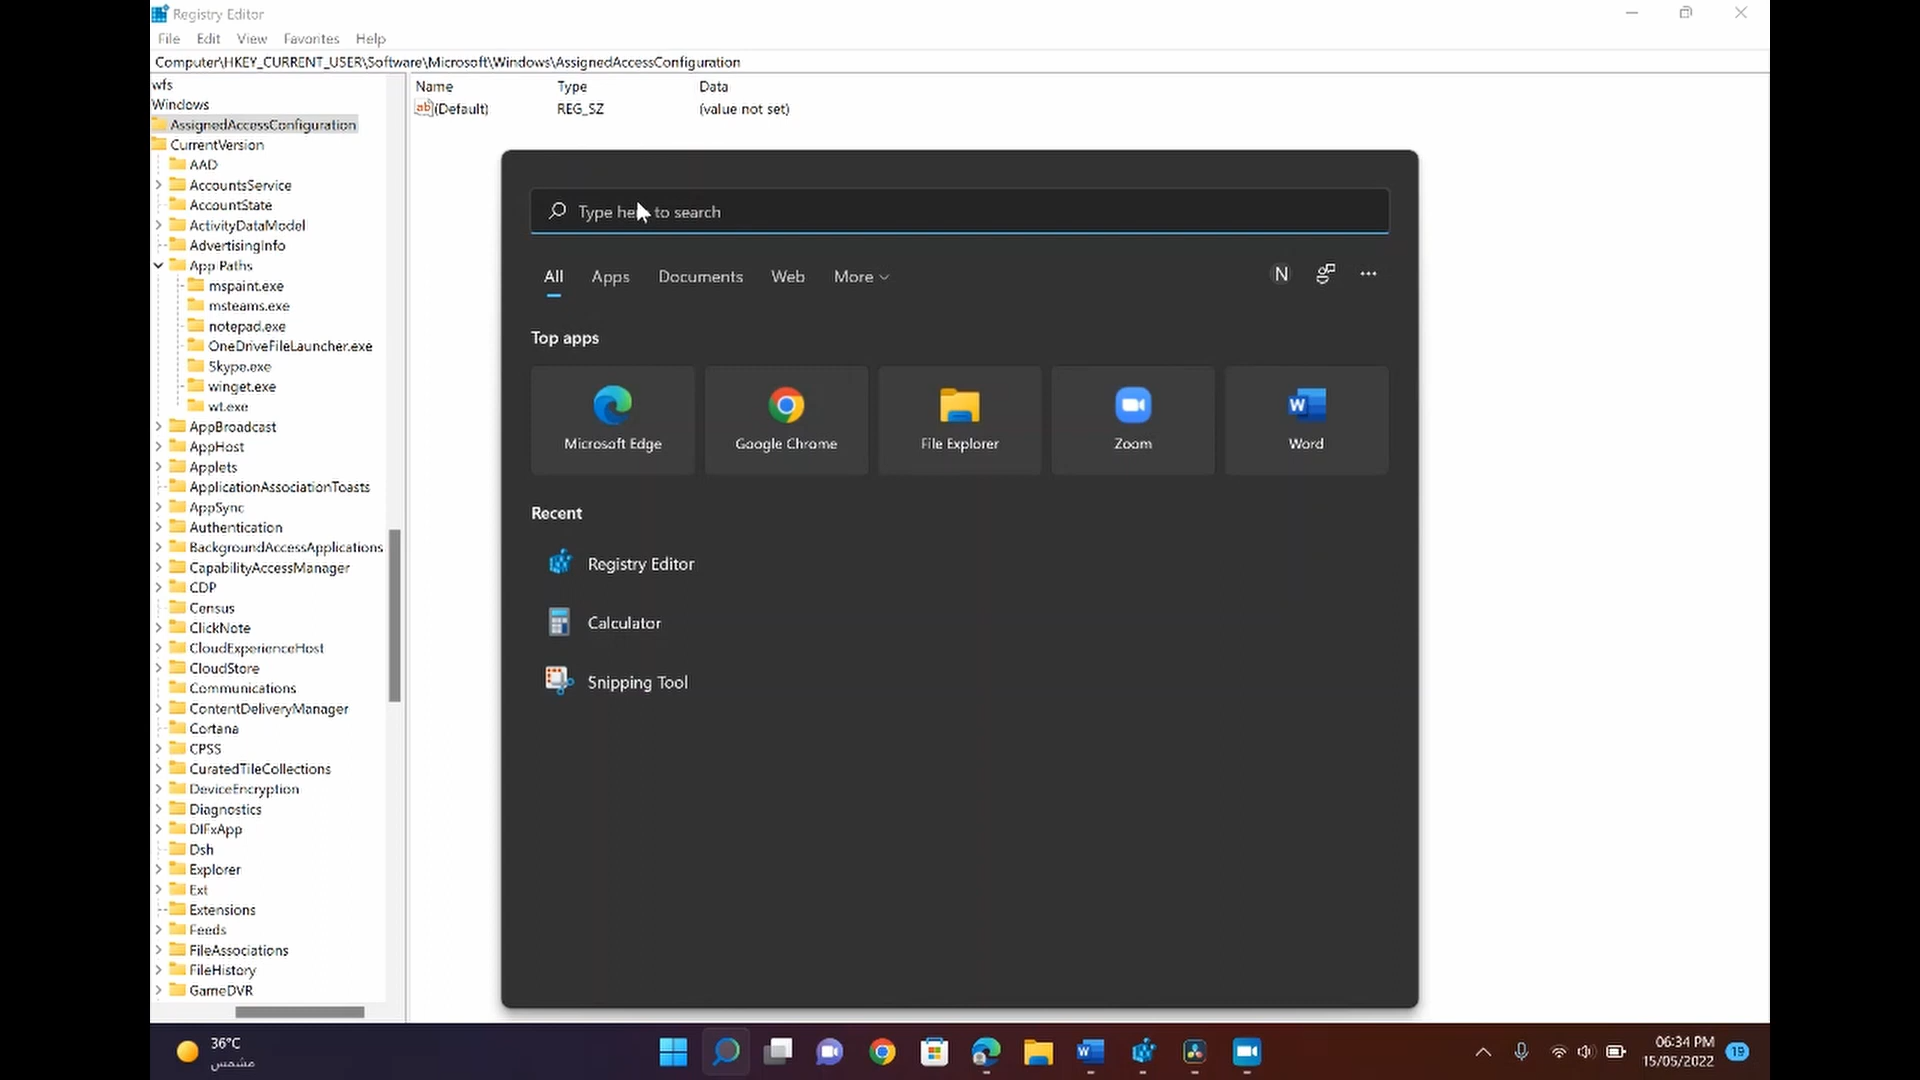 Registry Editor
File Edit View Favorites Help
Computer\HKEY_CURRENT_USER\Software\Microsoft\Windows\AssignedAccessConfiguration
wfs
Windows
AssignedAccessConfiguration
CurrentVersion
AAD
AccountsService
AccountState
ActivityDataModel
AdvertisingInfo
App Paths
mspaint.exe
msteams.exe
notepad.exe
OneDriveFileLauncher.exe
Skype.exe
winget.exe
wt.exe
AppBroadcast
AppHost
Applets
ApplicationAssociationToasts
AppSync
Authentication
BackgroundAccessApplications
CapabilityAccessManager
CDP
Census
ClickNote
CloudExperienceHost
CloudStore
Communications
ContentDeliveryManager
Cortana
CPSS
CuratedTileCollections
DeviceEncryption
Diagnostics
DIFxApp
Dsh
Explorer
Ext
Extensions
Feeds
FileAssociations
FileHistory
GameDVR
Name Type Data
ab (Default) REG_SZ (value not set)
Type here to search
All Apps Documents Web More N
Top apps
Microsoft Edge Google Chrome File Explorer Zoom Word
Recent
Registry Editor
Calculator
Snipping Tool
36°C
مشمس
06:34 PM
15/05/2022
19